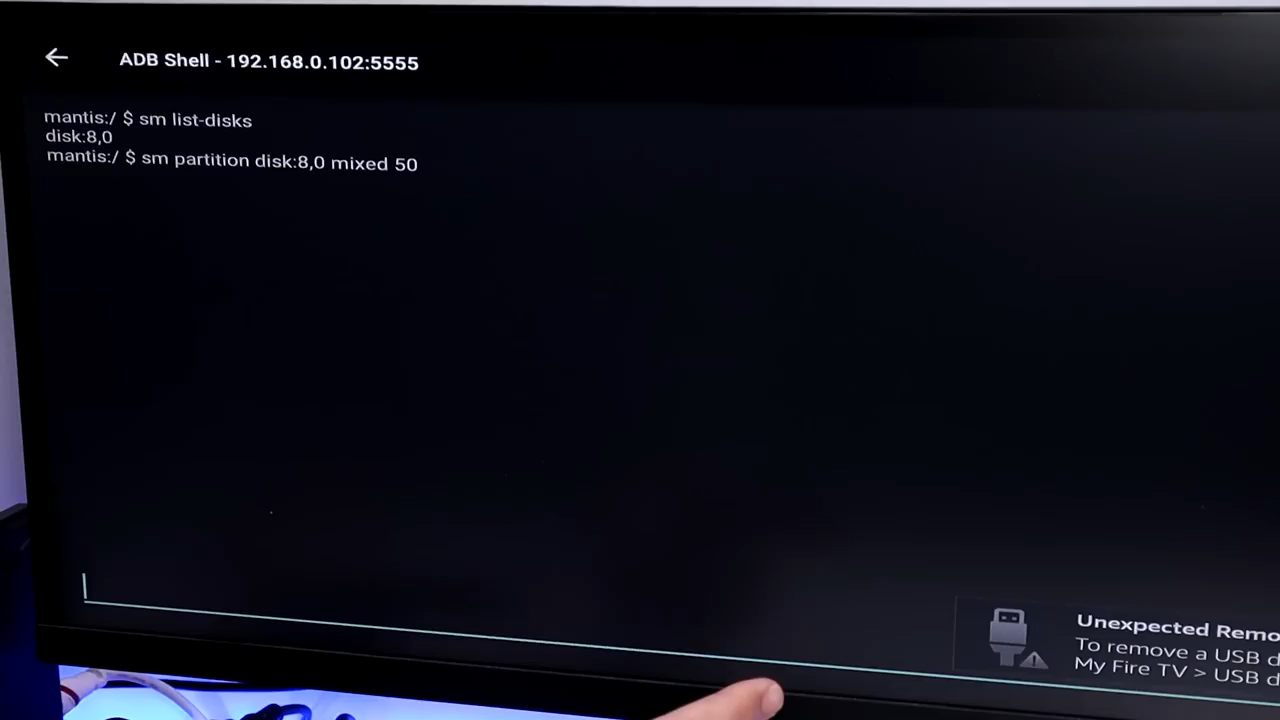 ADB Shell - 192.168.0.102:5555
mantis:/ $ sm list-disks
disk:8,0
mantis:/ $ sm partition disk:8,0 mixed 50
Unexpected
To remove a USB
My Fire TV > USB